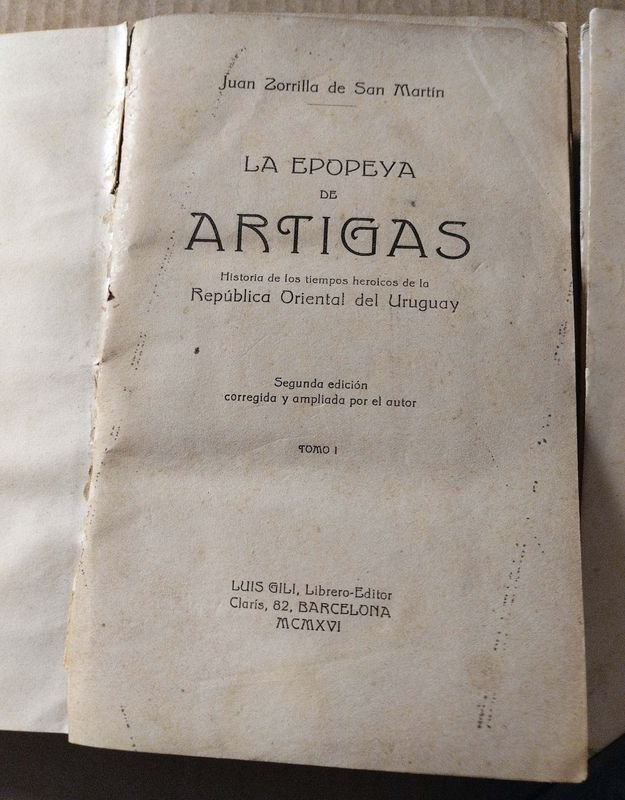 Juan Zorrilla de San Martín
LA EPOPEYA
DE
ARTIGAS
Historia de los tiempos heroicos de la
República Oriental del Uruguay
Segunda edición
corregida y ampliada por el autor
TOMO I
LUIS GILI, Librero-Editor
Clarís, 82, BARCELONA
MCMXVI